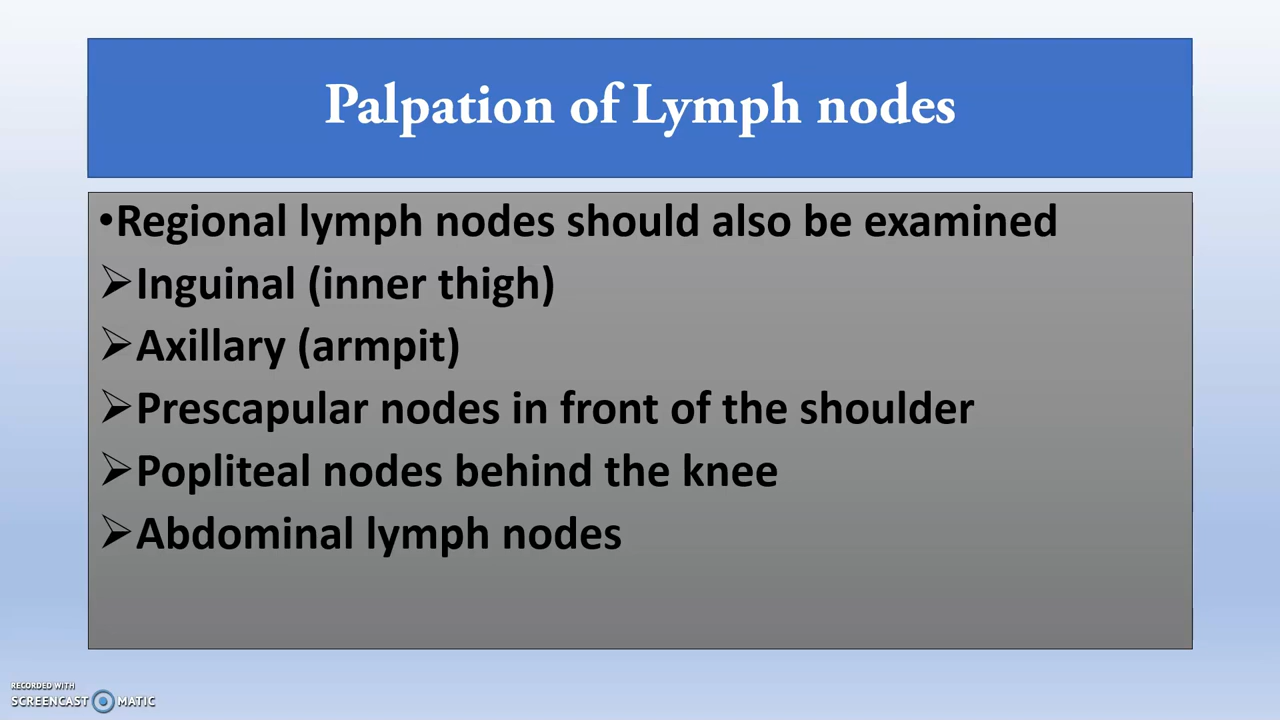 Palpation of Lymph nodes
•Regional lymph nodes should also be examined
➢Inguinal (inner thigh)
➢Axillary (armpit)
➢Prescapular nodes in front of the shoulder
➢Popliteal nodes behind the knee
➢Abdominal lymph nodes
RECORDED WITH
SCREENCAST MATIC